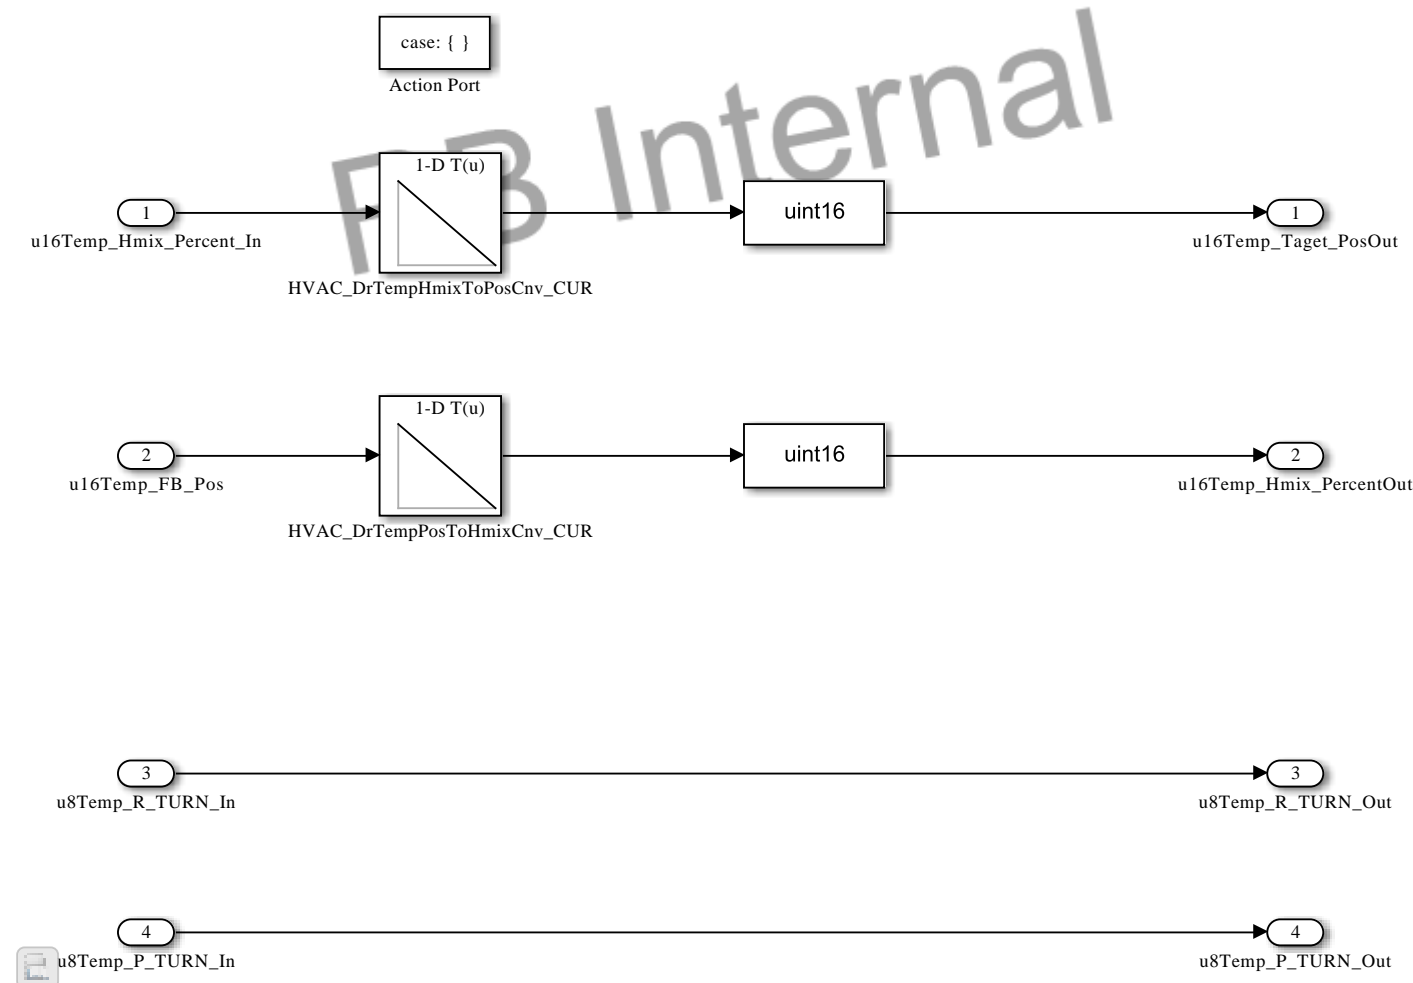 case: { }
Action Port
Internal
1-D T(u)
1
uint16
1
u16Temp_Hmix_Percent_In
u16Temp_Taget_PosOut
HVAC_DrTempHmixToPosCnv_CUR
1-D T(u)
2
uint16
2
u16Temp_FB_Pos
u16Temp_Hmix_PercentOut
HVAC_DrTempPosToHmixCnv_CUR
3
3
u8Temp_R_TURN_In
u8Temp_R_TURN_Out
4
4
u8Temp_P_TURN_In
u8Temp_P_TURN_Out